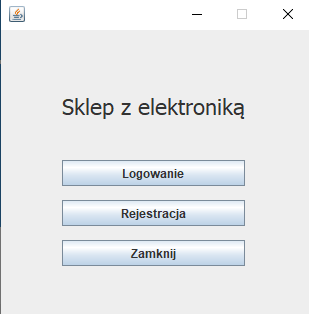 Sklep z elektroniką
Logowanie
Rejestracja
Zamknij